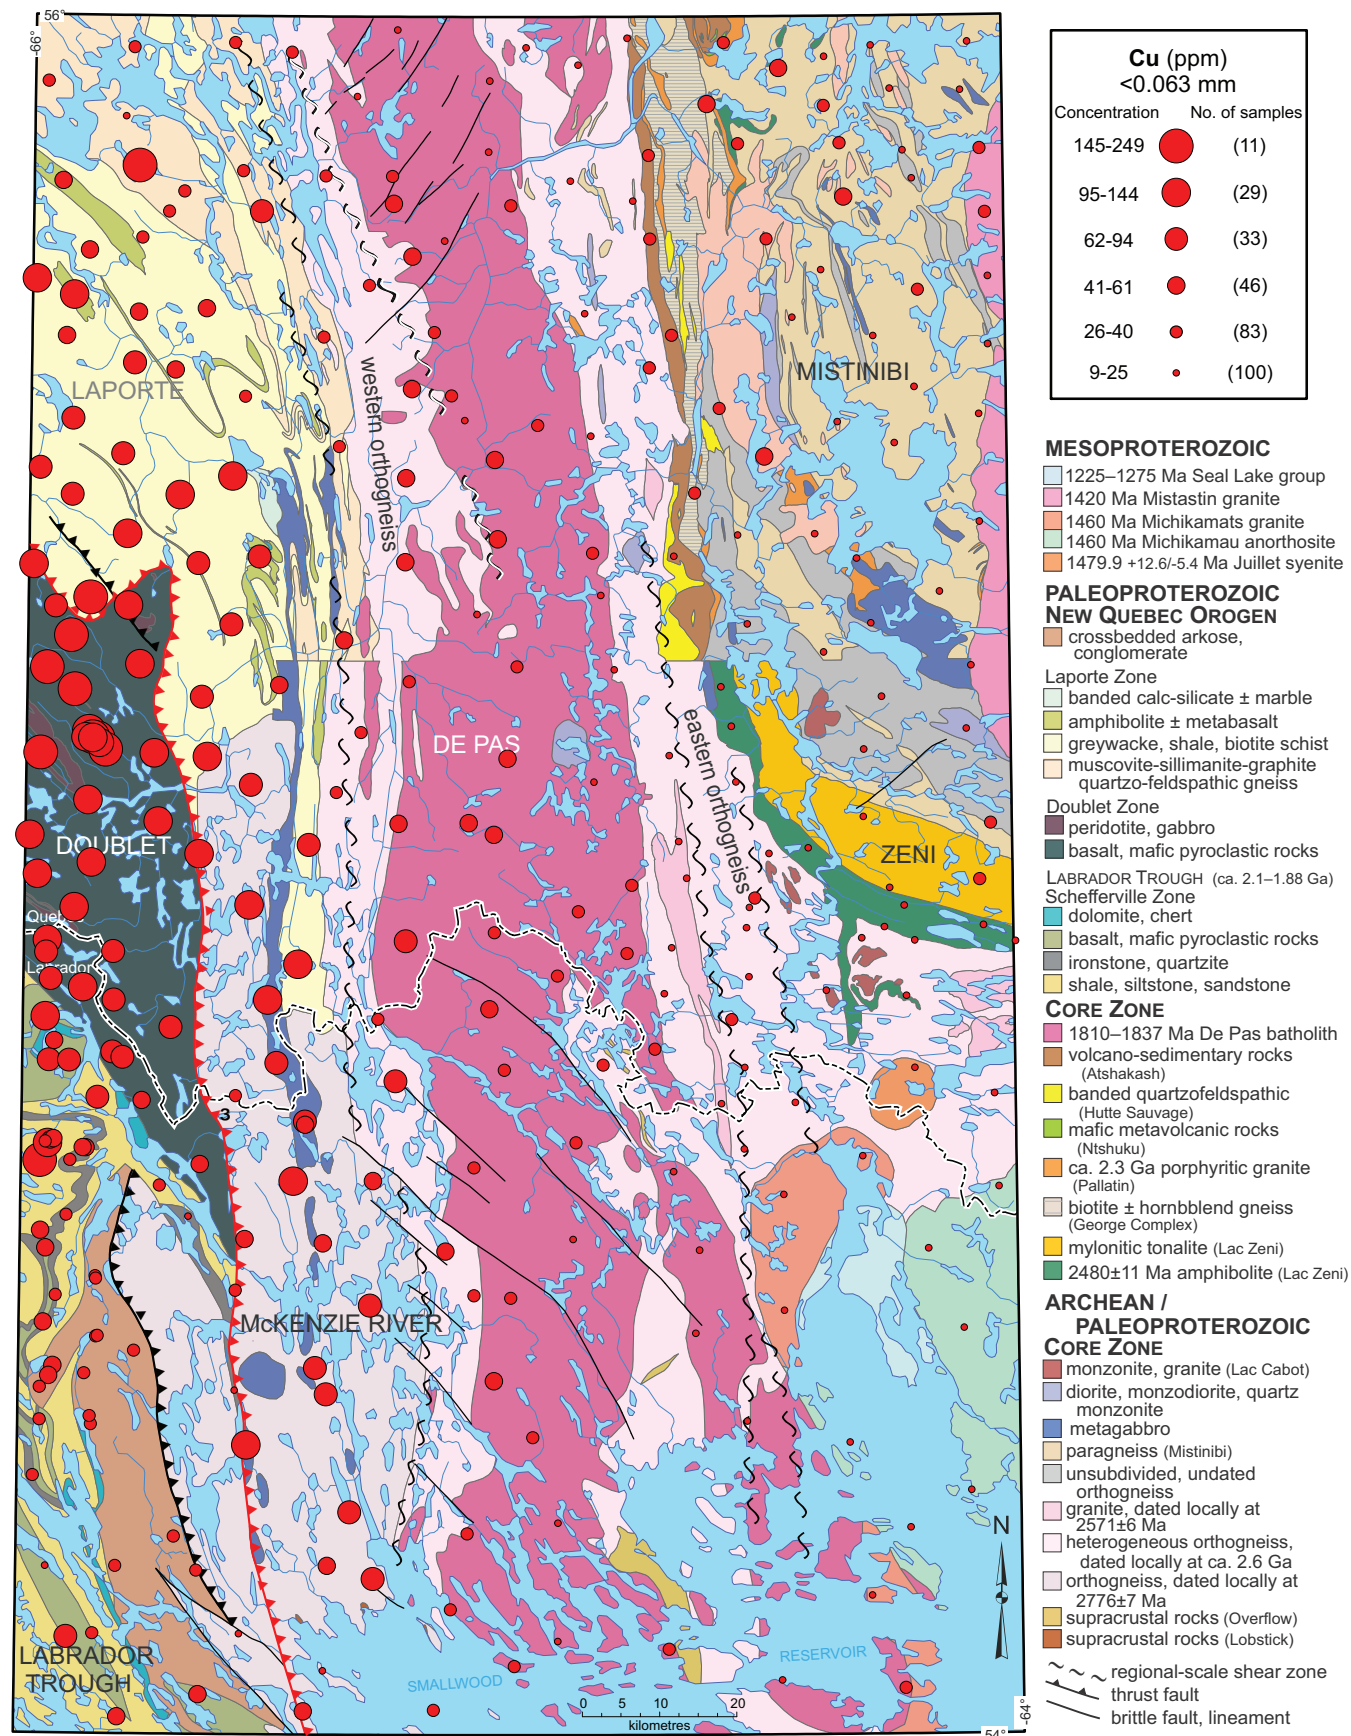 56°
-66°
LAPORTE
western orthogneiss
MISTINIBI
DE PAS
eastern orthogneiss
ZENI
DOUBLET
Quebec
Labrador
3
McKENZIE RIVER
LABRADOR
TROUGH
SMALLWOOD
RESERVOIR
0 5 10 20
kilometres
N
-64°
54°
Cu (ppm)
<0.063 mm
Concentration No. of samples
145-249 (11)
95-144 (29)
62-94 (33)
41-61 (46)
26-40 (83)
9-25 (100)
MESOPROTEROZOIC
1225–1275 Ma Seal Lake group
1420 Ma Mistastin granite
1460 Ma Michikamats granite
1460 Ma Michikamau anorthosite
1479.9 +12.6/-5.4 Ma Juillet syenite
PALEOPROTEROZOIC
NEW QUEBEC OROGEN
crossbedded arkose,
conglomerate
Laporte Zone
banded calc-silicate ± marble
amphibolite ± metabasalt
greywacke, shale, biotite schist
muscovite-sillimanite-graphite
quartzo-feldspathic gneiss
Doublet Zone
peridotite, gabbro
basalt, mafic pyroclastic rocks
LABRADOR TROUGH (ca. 2.1–1.88 Ga)
Schefferville Zone
dolomite, chert
basalt, mafic pyroclastic rocks
ironstone, quartzite
shale, siltstone, sandstone
CORE ZONE
1810–1837 Ma De Pas batholith
volcano-sedimentary rocks
(Atshakash)
banded quartzofeldspathic
(Hutte Sauvage)
mafic metavolcanic rocks
(Ntshuku)
ca. 2.3 Ga porphyritic granite
(Pallatin)
biotite ± hornbblend gneiss
(George Complex)
mylonitic tonalite (Lac Zeni)
2480±11 Ma amphibolite (Lac Zeni)
ARCHEAN /
PALEOPROTEROZOIC
CORE ZONE
monzonite, granite (Lac Cabot)
diorite, monzodiorite, quartz
monzonite
metagabbro
paragneiss (Mistinibi)
unsubdivided, undated
orthogneiss
granite, dated locally at
2571±6 Ma
heterogeneous orthogneiss,
dated locally at ca. 2.6 Ga
orthogneiss, dated locally at
2776±7 Ma
supracrustal rocks (Overflow)
supracrustal rocks (Lobstick)
regional-scale shear zone
thrust fault
brittle fault, lineament